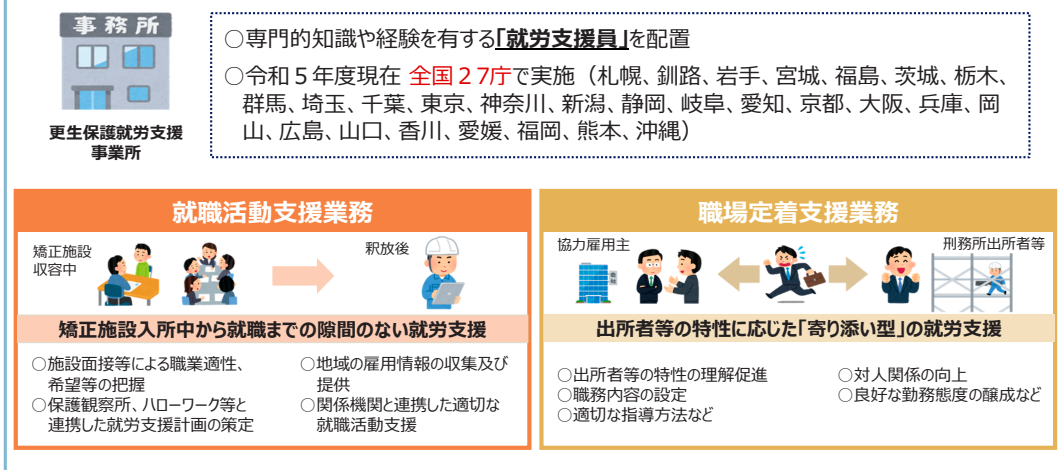 事務所
更生保護就労支援
事業所
○専門的知識や経験を有する「就労支援員」を配置
○令和５年度現在 全国２７庁で実施（札幌、釧路、岩手、宮城、福島、茨城、栃木、
群馬、埼玉、千葉、東京、神奈川、新潟、静岡、岐阜、愛知、京都、大阪、兵庫、岡
山、広島、山口、香川、愛媛、福岡、熊本、沖縄）
就職活動支援業務
矯正施設
収容中
釈放後
矯正施設入所中から就職までの隙間のない就労支援
○施設面接等による職業適性、
希望等の把握
○保護観察所、ハローワーク等と
連携した就労支援計画の策定
○地域の雇用情報の収集及び
提供
○関係機関と連携した適切な
就職活動支援
職場定着支援業務
協力雇用主
会社
刑務所出所者等
出所者等の特性に応じた「寄り添い型」の就労支援
○出所者等の特性の理解促進
○職務内容の設定
○適切な指導方法など
○対人関係の向上
○良好な勤務態度の醸成など